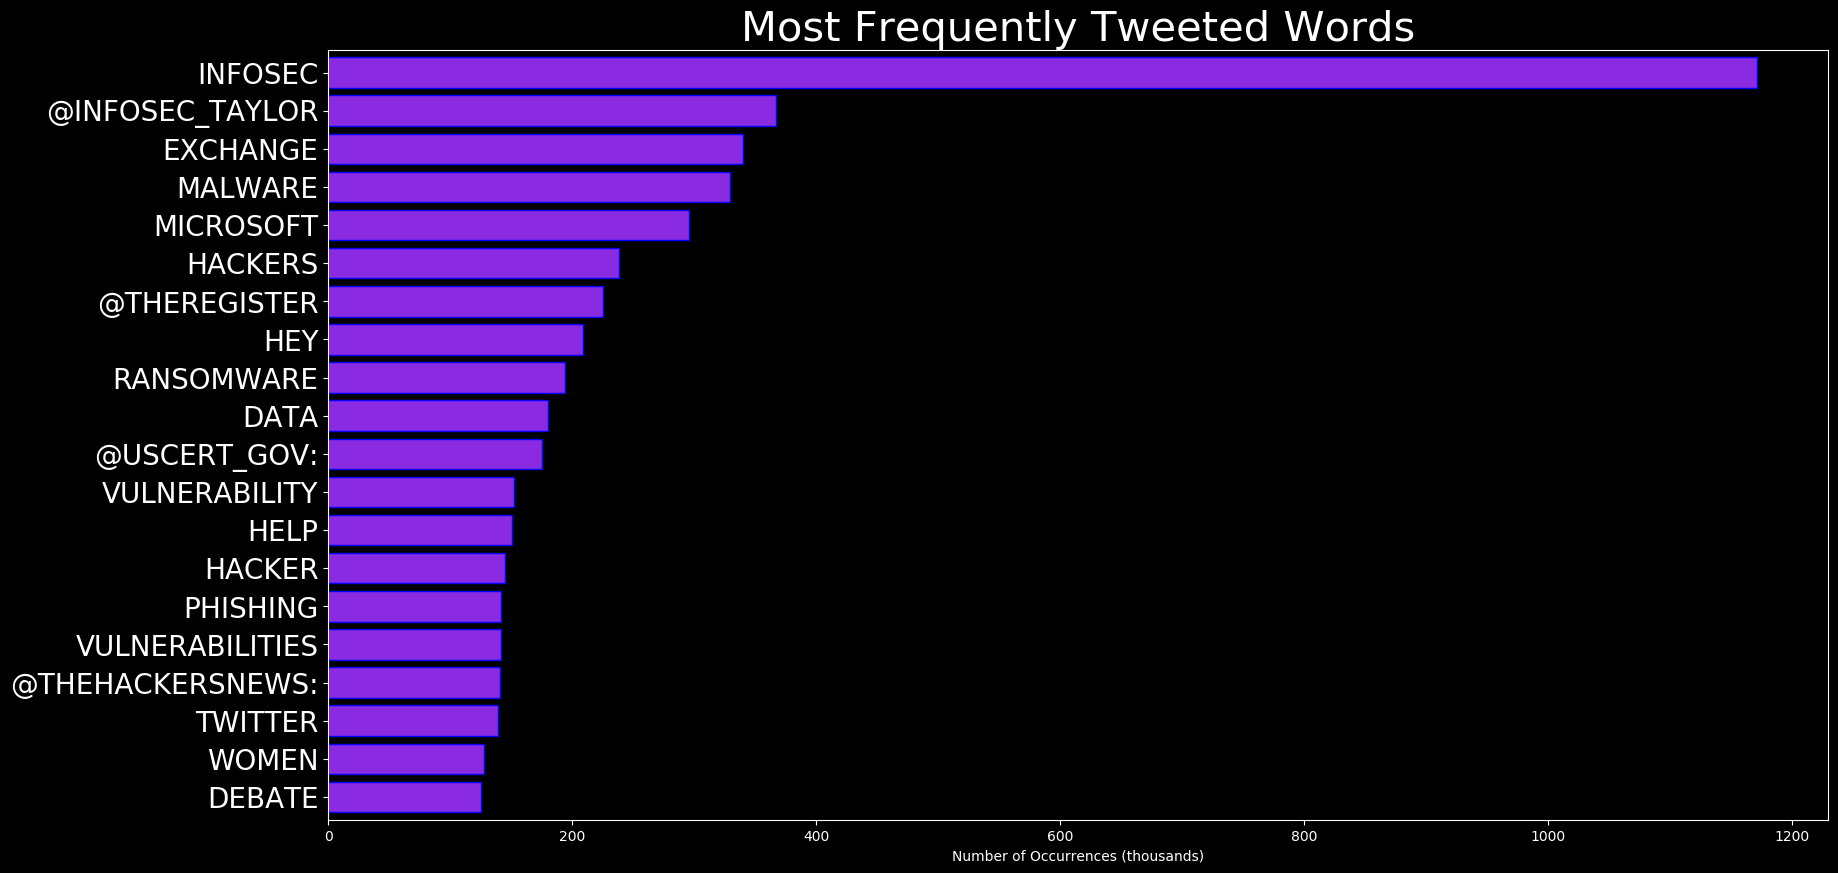 Most Frequently Tweeted Words
INFOSEC
@INFOSEC_TAYLOR
EXCHANGE
MALWARE
MICROSOFT
HACKERS
@THEREGISTER
HEY
RANSOMWARE
DATA
@USCERT_GOV:
VULNERABILITY
HELP
HACKER
PHISHING
VULNERABILITIES
@THEHACKERSNEWS:
TWITTER
WOMEN
DEBATE
0 200 400 600 800 1000 1200
Number of Occurrences (thousands)